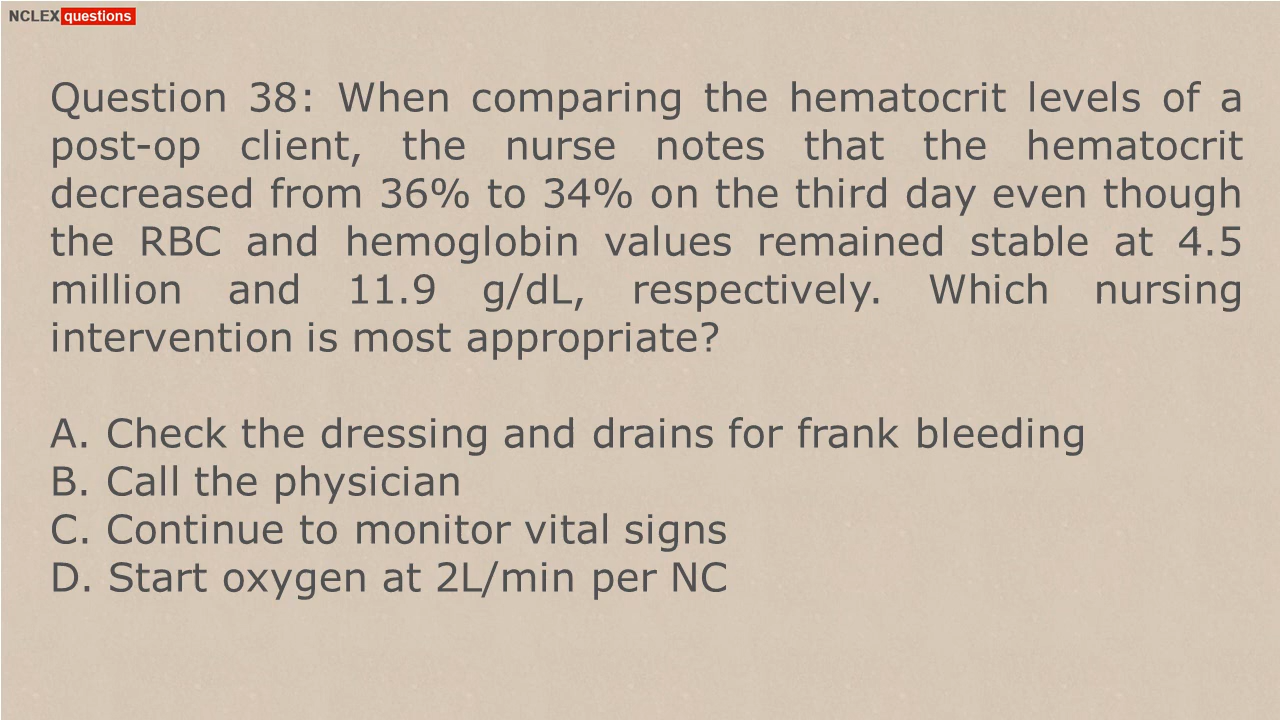 NCLEX questions
Question 38: When comparing the hematocrit levels of a
post-op client, the nurse notes that the hematocrit
decreased from 36% to 34% on the third day even though
the RBC and hemoglobin values remained stable at 4.5
million and 11.9 g/dL, respectively. Which nursing
intervention is most appropriate?
A. Check the dressing and drains for frank bleeding
B. Call the physician
C. Continue to monitor vital signs
D. Start oxygen at 2L/min per NC